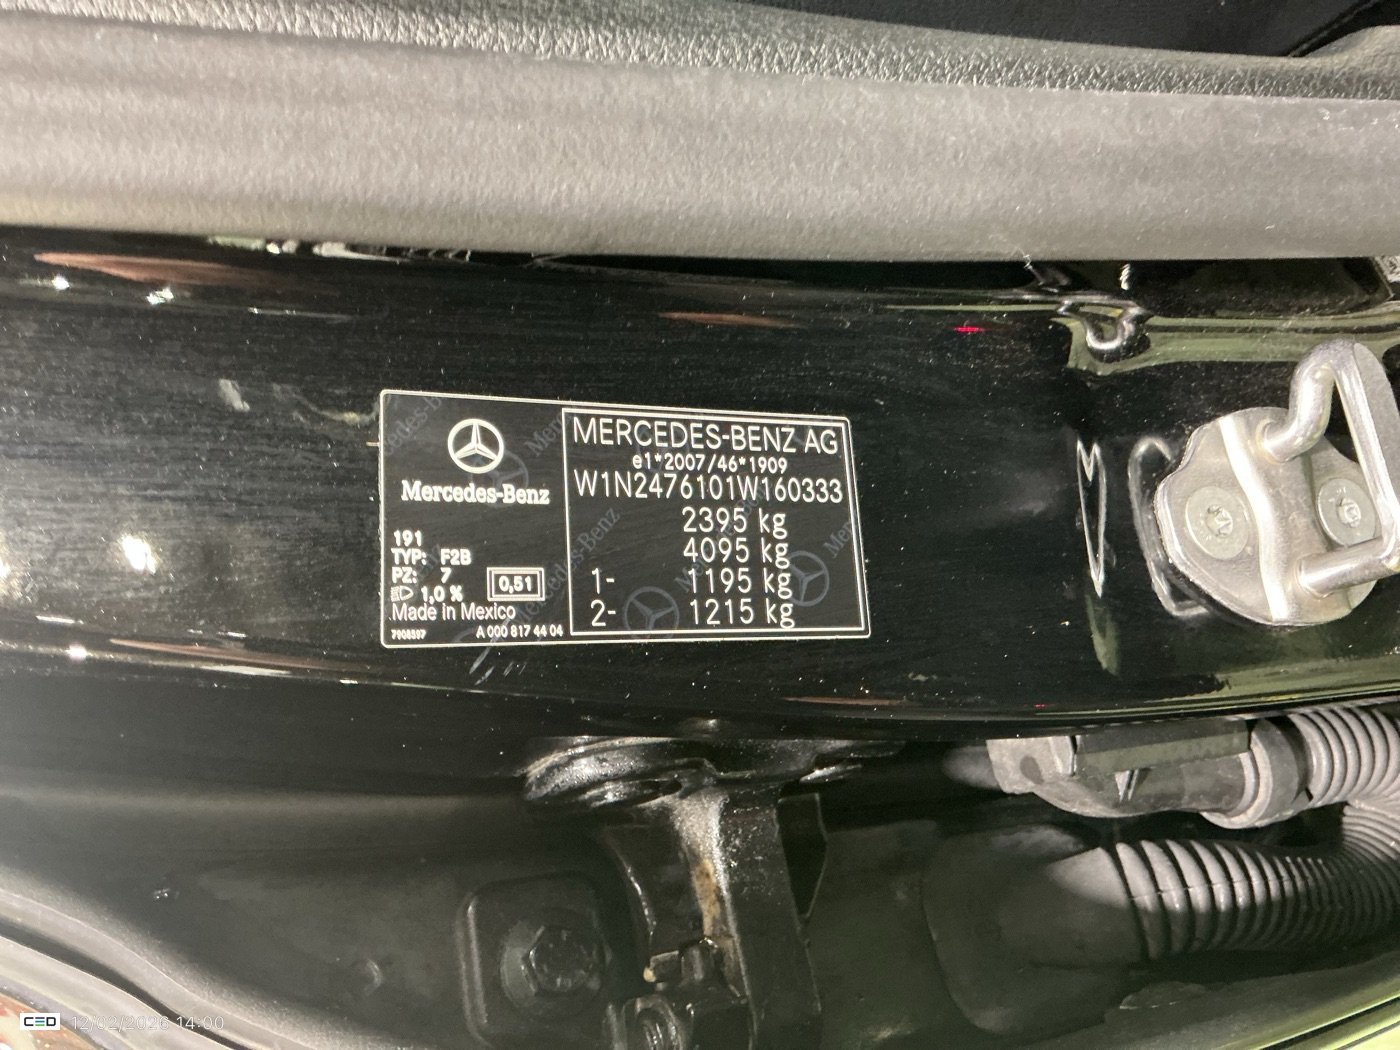 Mercedes-Benz
191
TYP: F2B
PZ: 7
1,0 %
0,51
Made in Mexico
A 000 817 44 04
MERCEDES-BENZ AG
e1*2007/46*1909
W1N2476101W160333
2395 kg
4095 kg
1- 1195 kg
2- 1215 kg
CED 12/02/2026 14:00